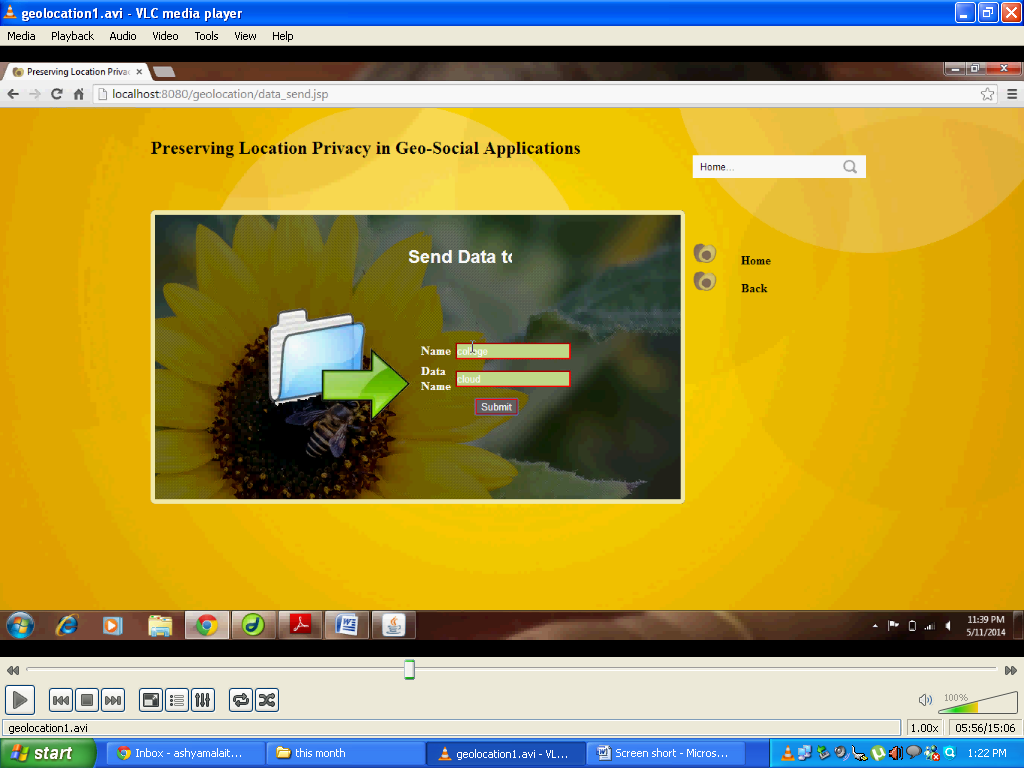 geolocation1.avi - VLC media player
Media Playback Audio Video Tools View Help
Preserving Location Priva
localhost:8080/geolocation/data_send.jsp
Preserving Location Privacy in Geo-Social Applications
Home...
Send Data to
Home
Back
Name
Data
Name cloud
Submit
11:39 PM
5/11/2014
100%
geolocation1.avi 1.00x 05:56/15:06
start Inbox - ashyamalait... this month geolocation1.avi - VL... Screen short - Micros... 1:22 PM